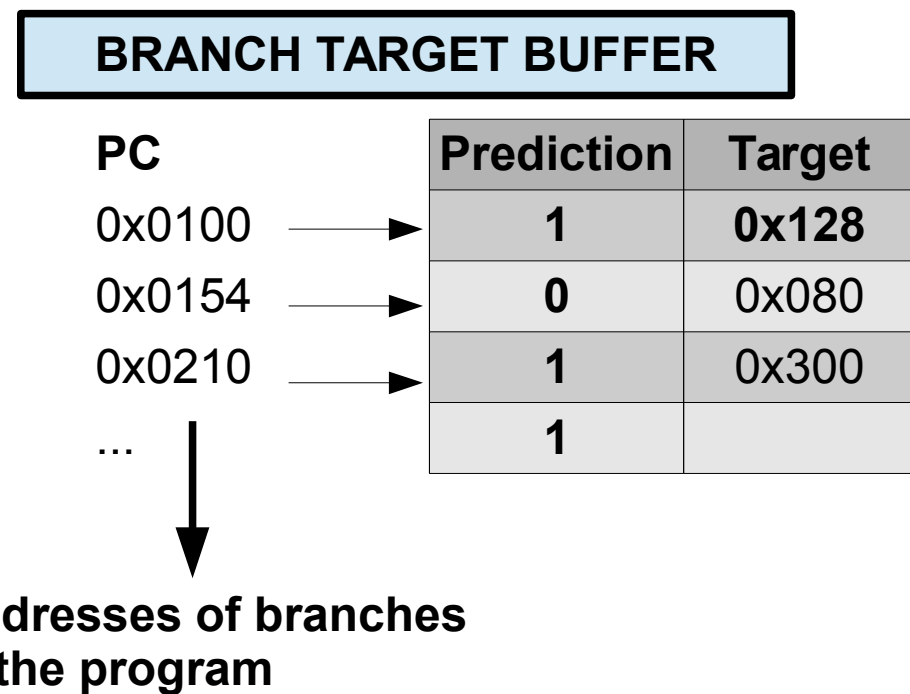 BRANCH TARGET BUFFER
PC Prediction Target
0x0100 1 0x128
0x0154 0 0x080
0x0210 1 0x300
... 1
dresses of branches
the program